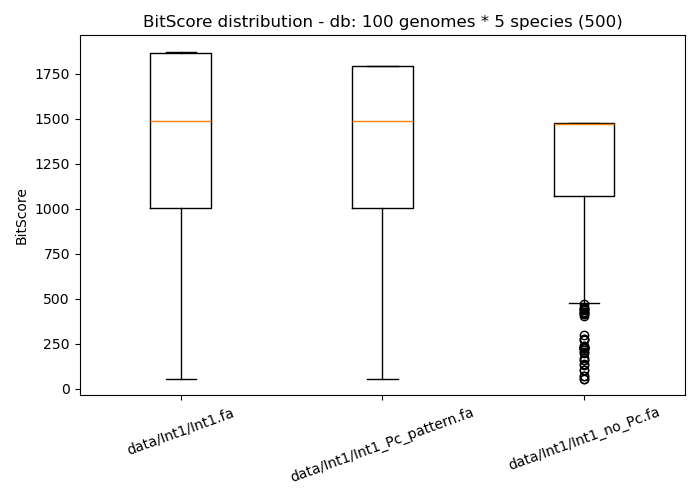 BitScore distribution - db: 100 genomes * 5 species (500)
BitScore
1750
1500
1250
1000
750
500
250
0
data/Int1/Int1.fa
data/Int1/Int1_Pc_pattern.fa
data/Int1/Int1_no_Pc.fa